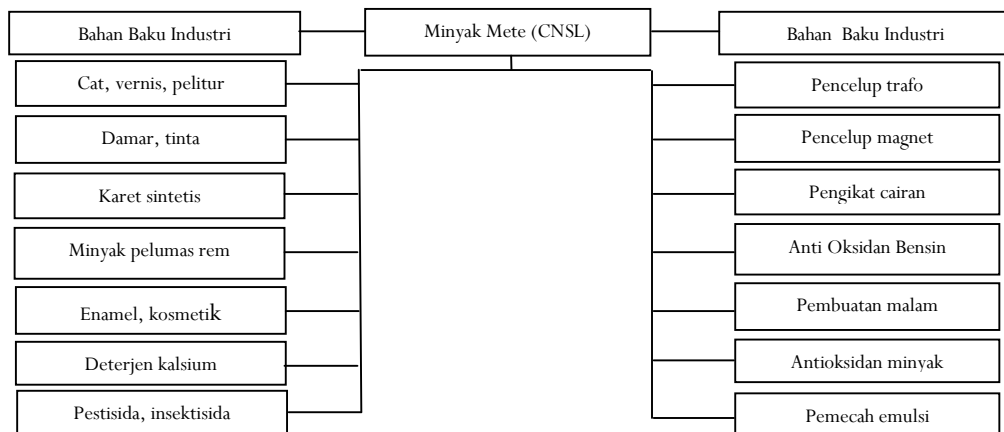 Bahan Baku Industri
Minyak Mete (CNSL)
Bahan Baku Industri
Cat, vernis, pelitur
Damar, tinta
Karet sintetis
Minyak pelumas rem
Enamel, kosmetik
Deterjen kalsium
Pestisida, insektisida
Pencelup trafo
Pencelup magnet
Pengikat cairan
Anti Oksidan Bensin
Pembuatan malam
Antioksidan minyak
Pemecah emulsi